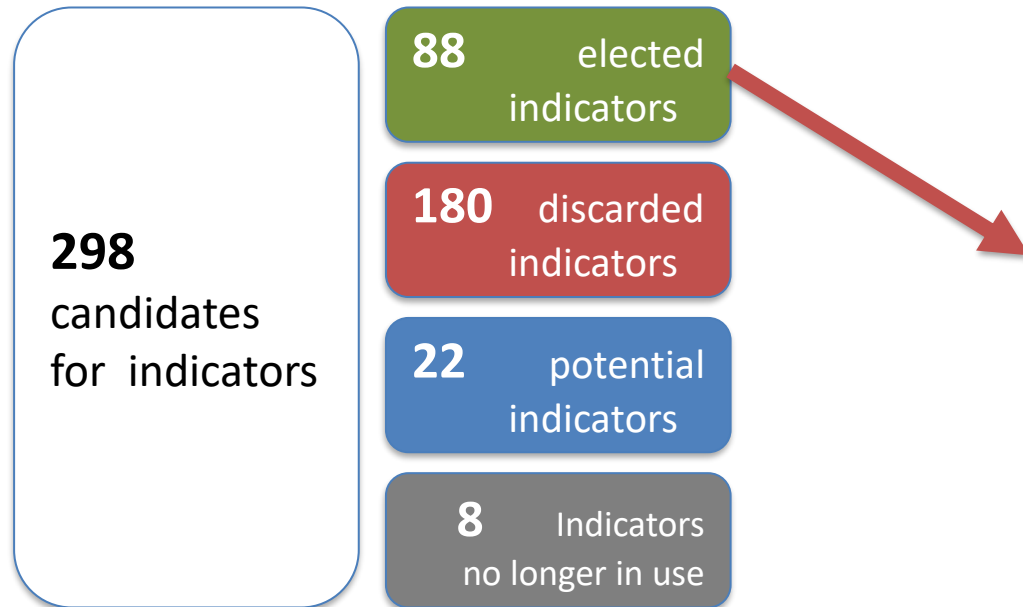 298
candidates
for indicators
88 elected
indicators
180 discarded
indicators
22 potential
indicators
8 Indicators
no longer in use